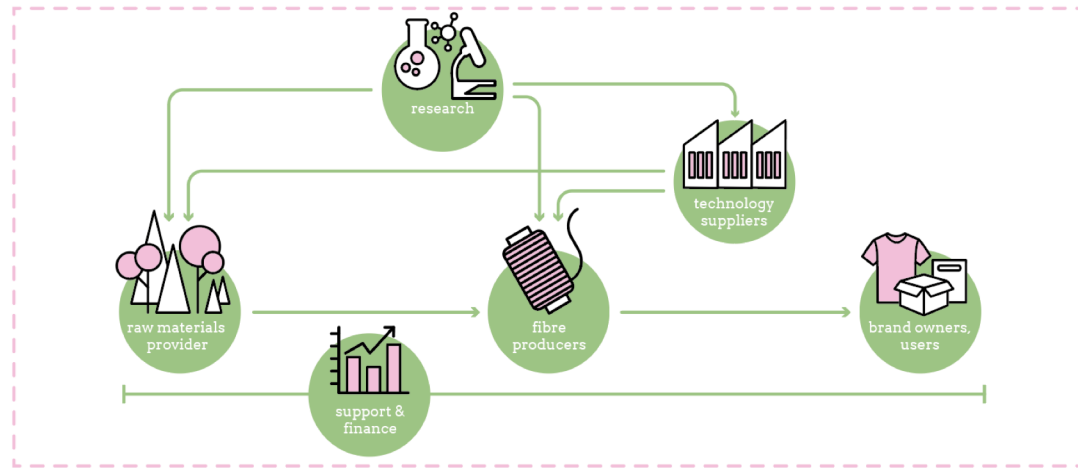 research
technology
suppliers
raw materials
provider
fibre
producers
brand owners,
users
support &
finance